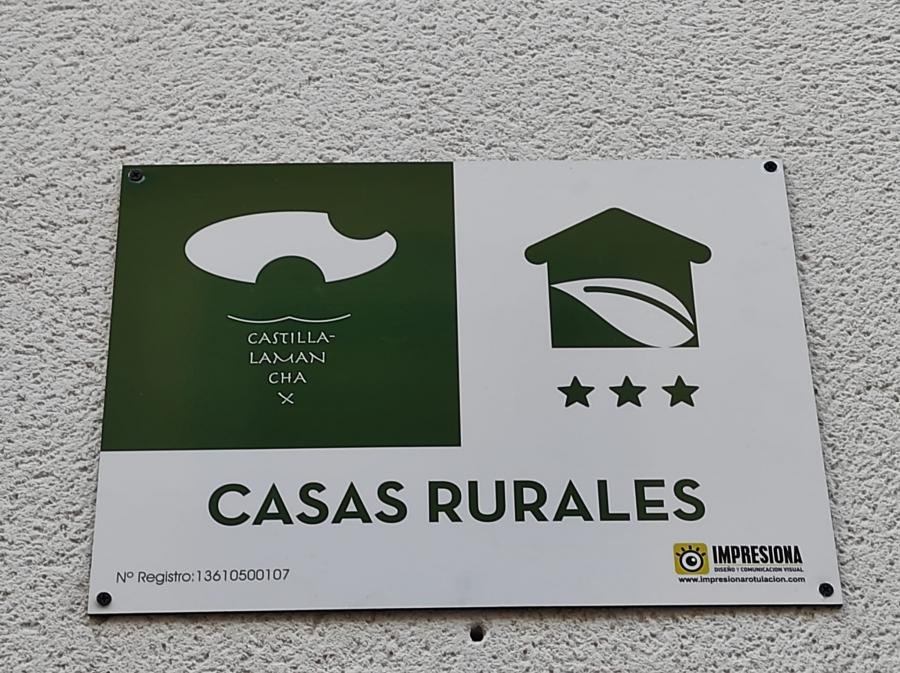 CASTILLA-
LAMAN
CHA
X
CASAS RURALES
Nº Registro:13610500107
IMPRESIONA
DISEÑO Y COMUNICACION VISUAL
www.impresionarotulacion.com